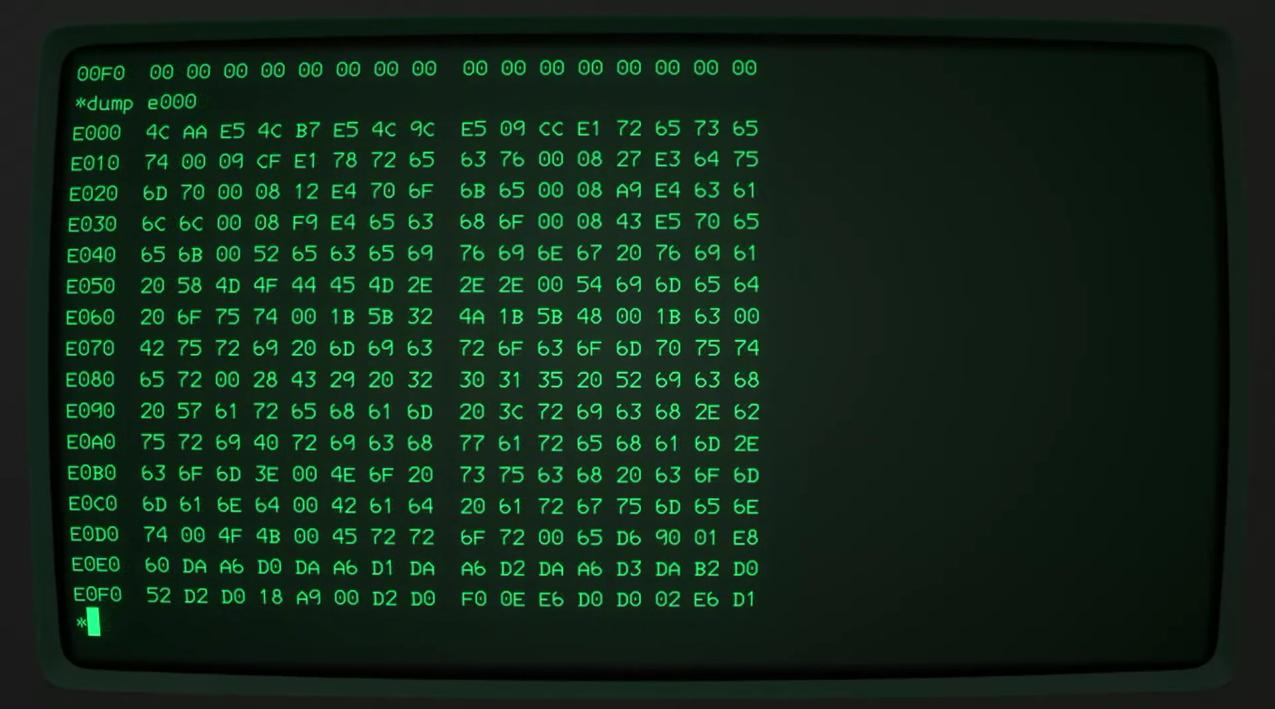 00F0 00 00 00 00 00 00 00 00 00 00 00 00 00 00 00 00
*dump e000
E000 4C AA E5 4C B7 E5 4C 9C E5 09 CC E1 72 65 73 65
E010 74 00 09 CF E1 78 72 65 63 76 00 08 27 E3 64 75
E020 6D 70 00 08 12 E4 70 6F 6B 65 00 08 A9 E4 63 61
E030 6C 6C 00 08 F9 E4 65 63 68 6F 00 08 43 E5 70 65
E040 65 6B 00 52 65 63 65 69 76 69 6E 67 20 76 69 61
E050 20 58 4D 4F 44 45 4D 2E 2E 2E 00 54 69 6D 65 64
E060 20 6F 75 74 00 1B 5B 32 4A 1B 5B 48 00 1B 63 00
E070 42 75 72 69 20 6D 69 63 72 6F 63 6F 6D 70 75 74
E080 65 72 00 28 43 29 20 32 30 31 35 20 52 69 63 68
E090 20 57 61 72 65 68 61 6D 20 3C 72 69 63 68 2E 62
E0A0 75 72 69 40 72 69 63 68 77 61 72 65 68 61 6D 2E
E0B0 63 6F 6D 3E 00 4E 6F 20 73 75 63 68 20 63 6F 6D
E0C0 6D 61 6E 64 00 42 61 64 20 61 72 67 75 6D 65 6E
E0D0 74 00 4F 4B 00 45 72 72 6F 72 00 65 D6 90 01 E8
E0E0 60 DA A6 D0 DA A6 D1 DA A6 D2 DA A6 D3 DA B2 D0
E0F0 52 D2 D0 18 A9 00 D2 D0 F0 0E E6 D0 D0 02 E6 D1
*